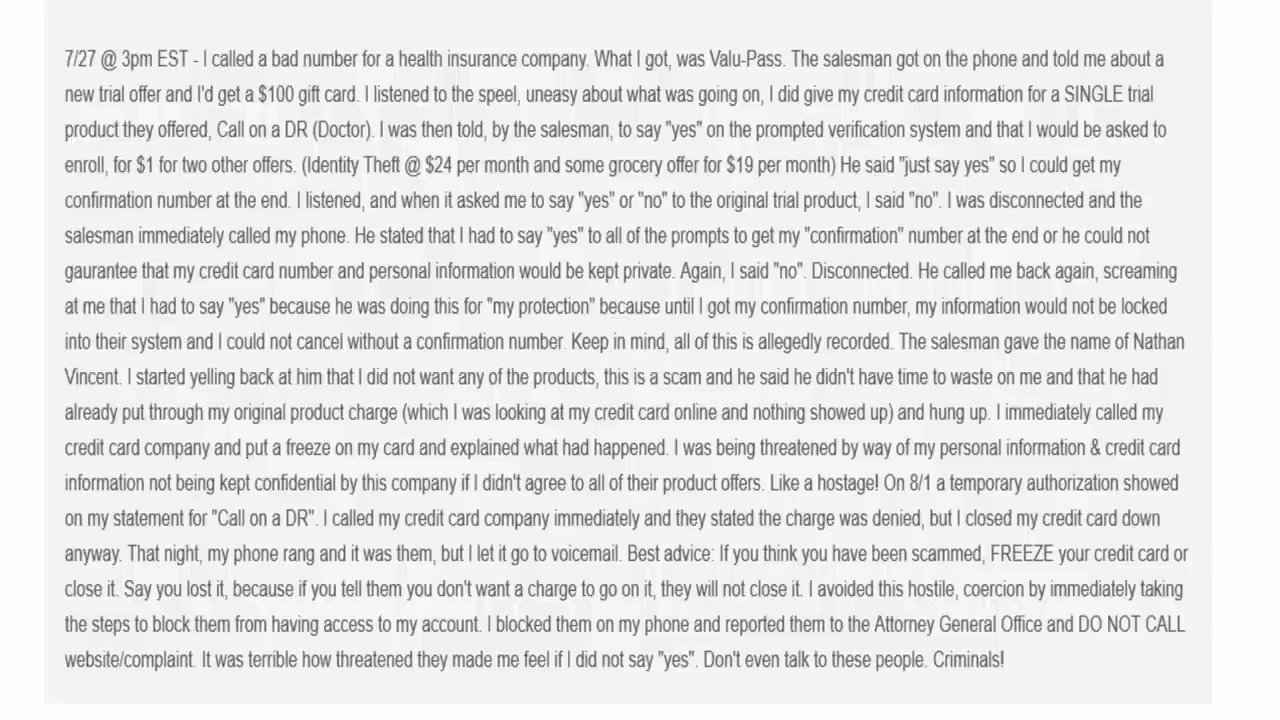 7/27 @ 3pm EST - I called a bad number for a health insurance company. What I got, was Valu-Pass. The salesman got on the phone and told me about a
new trial offer and I'd get a $100 gift card. I listened to the speel, uneasy about what was going on, I did give my credit card information for a SINGLE trial
product they offered, Call on a DR (Doctor). I was then told, by the salesman, to say "yes" on the prompted verification system and that I would be asked to
enroll, for $1 for two other offers. (Identity Theft @ $24 per month and some grocery offer for $19 per month) He said "just say yes" so I could get my
confirmation number at the end. I listened, and when it asked me to say "yes" or "no" to the original trial product, I said "no". I was disconnected and the
salesman immediately called my phone. He stated that I had to say "yes" to all of the prompts to get my "confirmation" number at the end or he could not
gaurantee that my credit card number and personal information would be kept private. Again, I said "no". Disconnected. He called me back again, screaming
at me that I had to say "yes" because he was doing this for "my protection" because until I got my confirmation number, my information would not be locked
into their system and I could not cancel without a confirmation number. Keep in mind, all of this is allegedly recorded. The salesman gave the name of Nathan
Vincent. I started yelling back at him that I did not want any of the products, this is a scam and he said he didn't have time to waste on me and that he had
already put through my original product charge (which I was looking at my credit card online and nothing showed up) and hung up. I immediately called my
credit card company and put a freeze on my card and explained what had happened. I was being threatened by way of my personal information & credit card
information not being kept confidential by this company if I didn't agree to all of their product offers. Like a hostage! On 8/1 a temporary authorization showed
on my statement for "Call on a DR". I called my credit card company immediately and they stated the charge was denied, but I closed my credit card down
anyway. That night, my phone rang and it was them, but I let it go to voicemail. Best advice: If you think you have been scammed, FREEZE your credit card or
close it. Say you lost it, because if you tell them you don't want a charge to go on it, they will not close it. I avoided this hostile, coercion by immediately taking
the steps to block them from having access to my account. I blocked them on my phone and reported them to the Attorney General Office and DO NOT CALL
website/complaint. It was terrible how threatened they made me feel if I did not say "yes". Don't even talk to these people. Criminals!